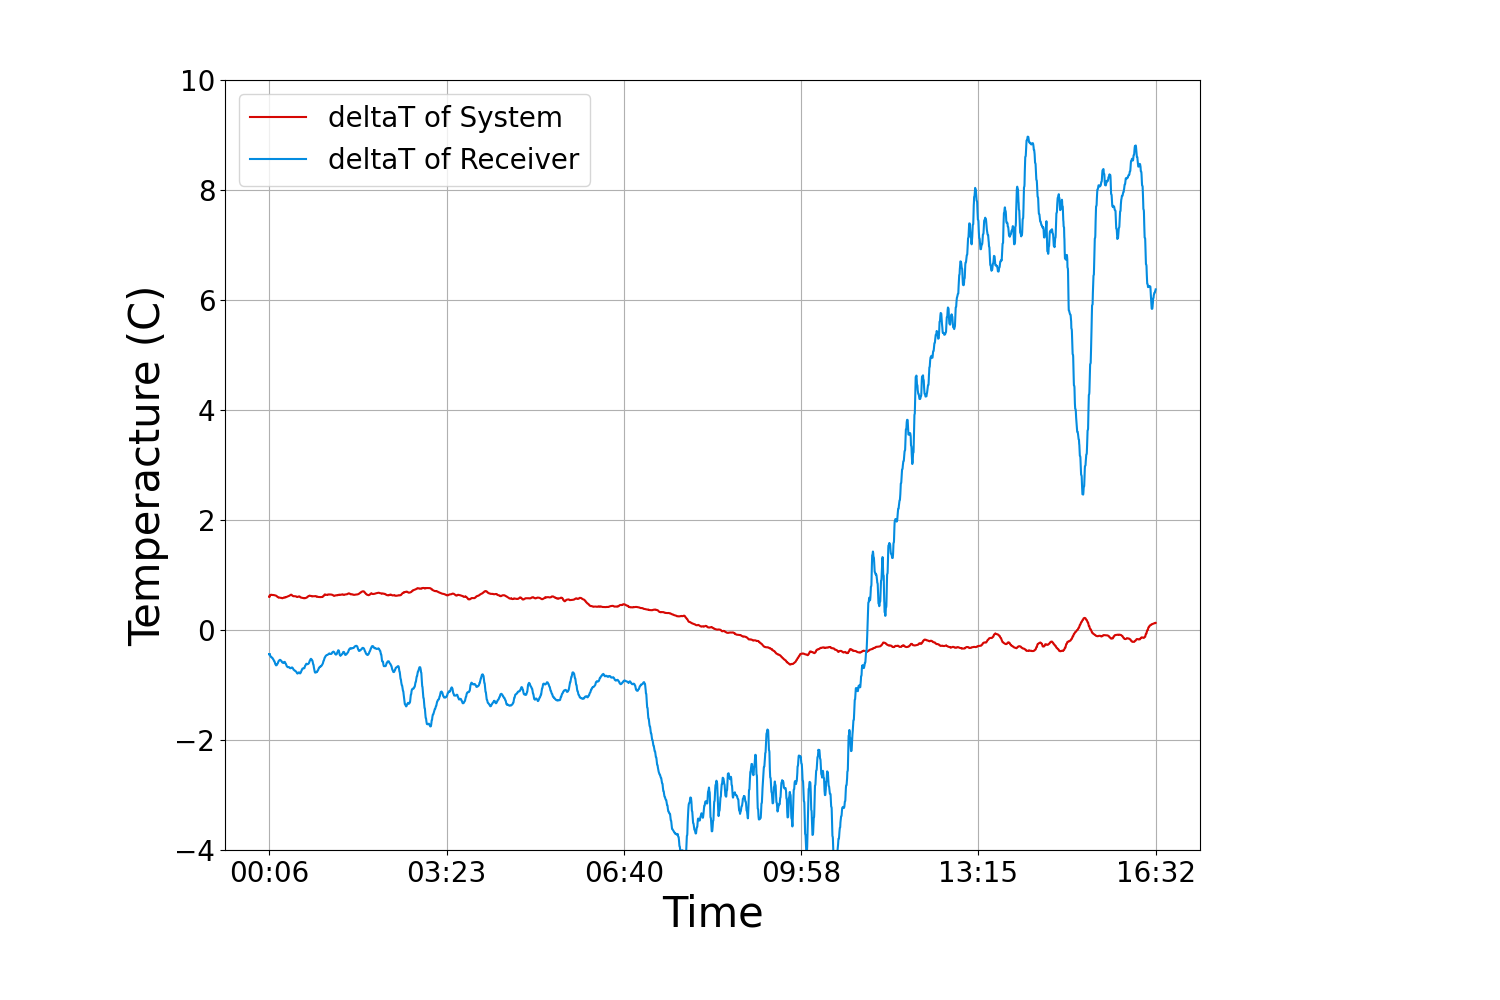 10
8
6
4
2
0
−2
−4
deltaT of System
deltaT of Receiver
Temperacture (C)
00:06 03:23 06:40 09:58 13:15 16:32
Time